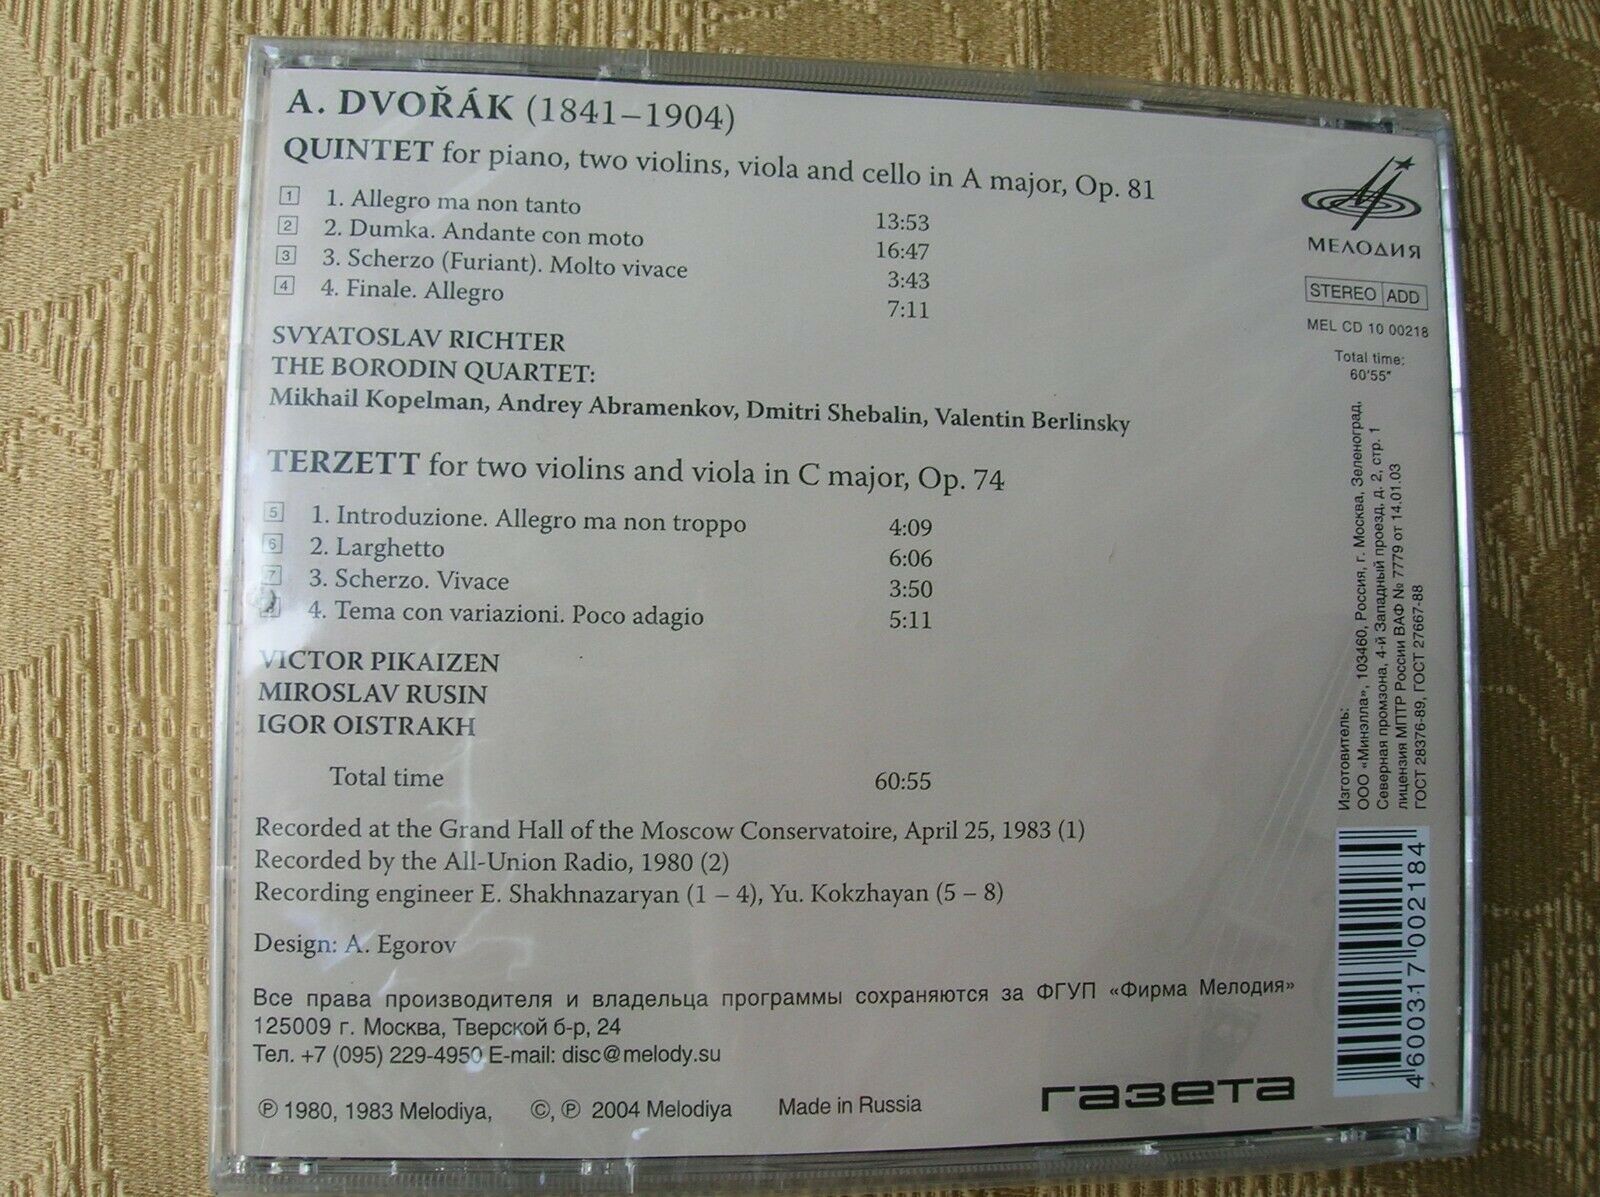 A. DVOŘÁK (1841–1904)
QUINTET for piano, two violins, viola and cello in A major, Op. 81
1 1. Allegro ma non tanto 13:53
2 2. Dumka. Andante con moto 16:47
3 3. Scherzo (Furiant). Molto vivace 3:43
4 4. Finale. Allegro 7:11
SVYATOSLAV RICHTER
THE BORODIN QUARTET:
Mikhail Kopelman, Andrey Abramenkov, Dmitri Shebalin, Valentin Berlinsky
TERZETT for two violins and viola in C major, Op. 74
5 1. Introduzione. Allegro ma non troppo 4:09
6 2. Larghetto 6:06
7 3. Scherzo. Vivace 3:50
4. Tema con variazioni. Poco adagio 5:11
VICTOR PIKAIZEN
MIROSLAV RUSIN
IGOR OISTRAKH
Total time 60:55
Recorded at the Grand Hall of the Moscow Conservatoire, April 25, 1983 (1)
Recorded by the All-Union Radio, 1980 (2)
Recording engineer E. Shakhnazaryan (1 – 4), Yu. Kokzhayan (5 – 8)
Design: A. Egorov
Все права производителя и владельца программы сохраняются за ФГУП «Фирма Мелодия»
125009 г. Москва, Тверской б-р, 24
Тел. +7 (095) 229-4950 E-mail: disc@melody.su
℗ 1980, 1983 Melodiya, ©, ℗ 2004 Melodiya Made in Russia
газета
МЕЛОДИЯ
STEREO ADD
MEL CD 10 00218
Total time:
60'55"
Изготовитель:
ООО «Минэлла», 103460, Россия, г. Москва, Зеленоград,
Северная промзона, 4-й Западный проезд, д. 2, стр. 1
лицензия МПТР России ВАФ № 7779 от 14.01.03
ГОСТ 28376-89, ГОСТ 27667-88
4 600317 002184